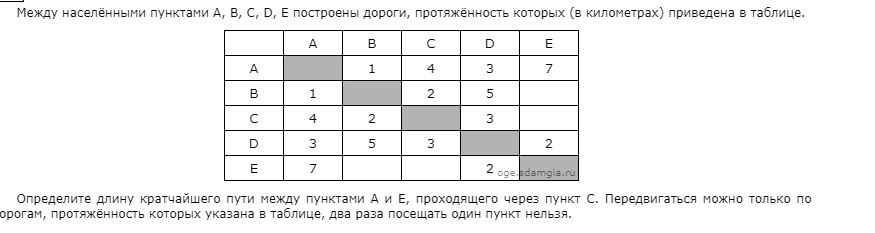 Между населёнными пунктами A, B, C, D, E построены дороги, протяжённость которых (в километрах) приведена в таблице.
A B C D E
A 1 4 3 7
B 1 2 5
C 4 2 3
D 3 5 3 2
E 7 2
oge.sdamgia.ru
Определите длину кратчайшего пути между пунктами A и E, проходящего через пункт C. Передвигаться можно только по
орогам, протяжённость которых указана в таблице, два раза посещать один пункт нельзя.